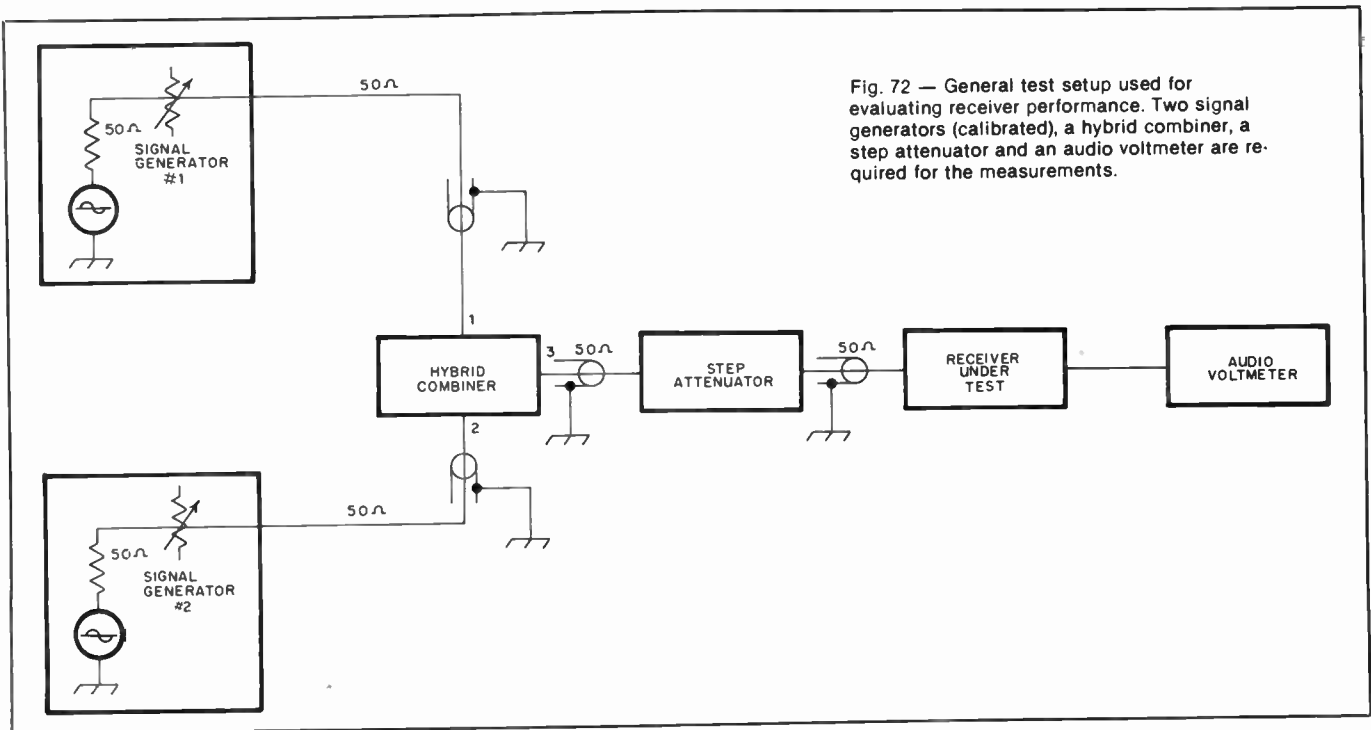 50Ω
50Ω
SIGNAL
GENERATOR
#1
Fig. 72 — General test setup used for
evaluating receiver performance. Two signal
generators (calibrated), a hybrid combiner, a
step attenuator and an audio voltmeter are re-
quired for the measurements.
1
HYBRID
COMBINER
3
50Ω
STEP
ATTENUATOR
50Ω
RECEIVER
UNDER
TEST
AUDIO
VOLTMETER
2
50Ω
50Ω
SIGNAL
GENERATOR
#2